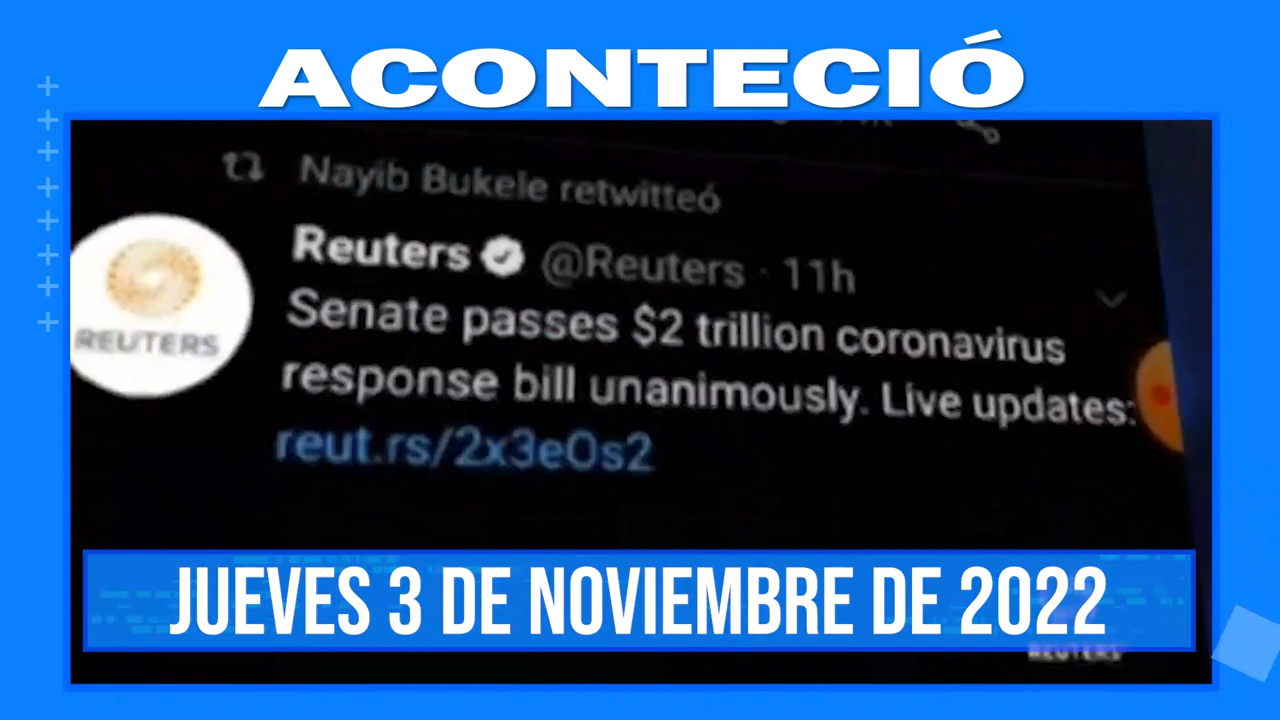 ACONTECIÓ
Nayib Bukele retwitteó
Reuters @Reuters · 11h
Senate passes $2 trillion coronavirus
response bill unanimously. Live updates:
reut.rs/2x3eOs2
REUTERS
JUEVES 3 DE NOVIEMBRE DE 2022
REUTERS